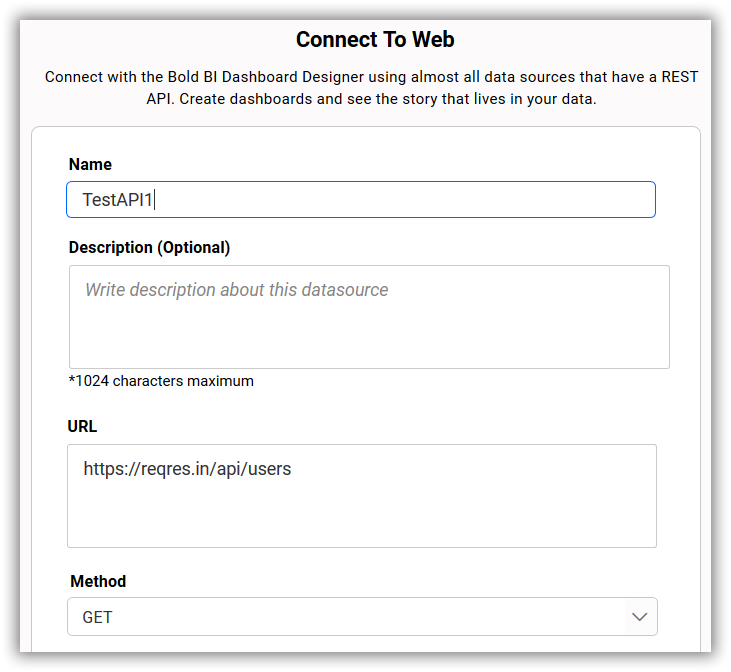 Connect To Web
Connect with the Bold BI Dashboard Designer using almost all data sources that have a REST
API. Create dashboards and see the story that lives in your data.
Name
TestAPI1
Description (Optional)
Write description about this datasource
*1024 characters maximum
URL
https://reqres.in/api/users
Method
GET